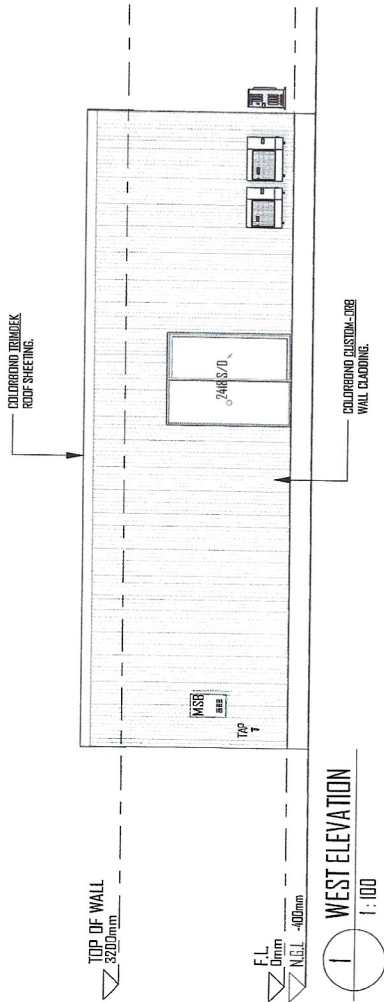 COLORBOND TRIMDEK
ROOF SHEETING.
TOP OF WALL
3200mm
2418 S/D
MSB
TAP
F.L.
0mm
N.G.L -400mm
COLORBOND CUSTOM-ORB
WALL CLADDING.
1 WEST ELEVATION
1:100